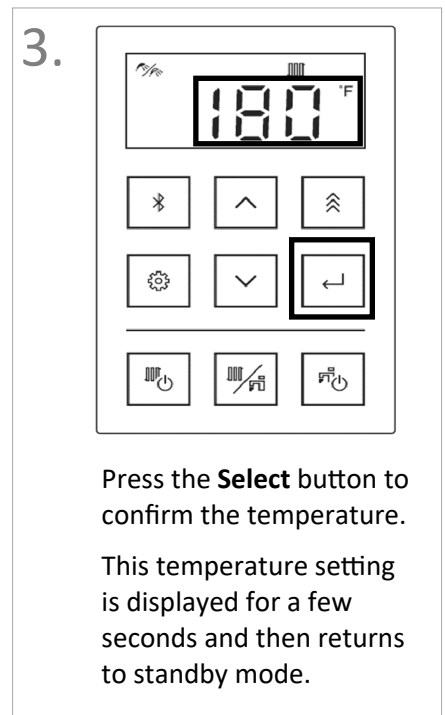 3.
180 °F
Press the Select button to
confirm the temperature.
This temperature setting
is displayed for a few
seconds and then returns
to standby mode.